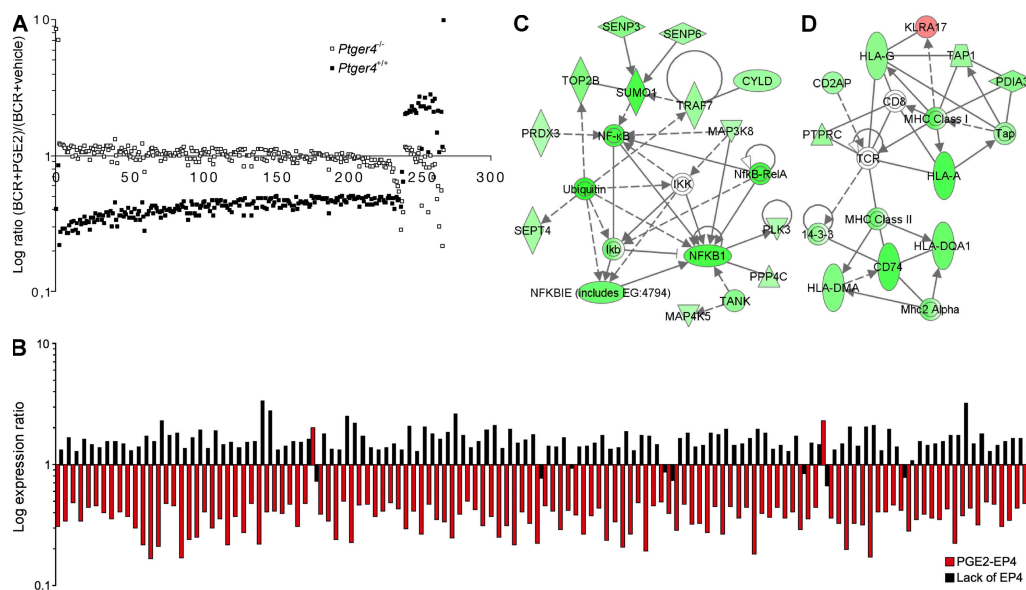 A
10
Log ratio (BCR+PGE2)/(BCR+vehicle)
Ptger4-/-
Ptger4+/+
1
0
50
100
150
200
250
300
0,1
B
10
Log expression ratio
1
0.1
PGE2-EP4
Lack of EP4
C
SENP3
SENP6
TOP2B
SUMO1
TRAF7
CYLD
PRDX3
NF-κB
MAP3K8
NfkB-RelA
Ubiquitin
IKK
SEPT4
Ikb
NFKB1
PLK3
NFKBIE (includes EG:4794)
PPP4C
TANK
MAP4K5
D
KLRA17
HLA-G
TAP1
CD2AP
PDIA3
CD8
MHC Class I
PTPRC
Tap
TCR
HLA-A
MHC Class II
14-3-3
HLA-DQA1
CD74
HLA-DMA
Mhc2 Alpha